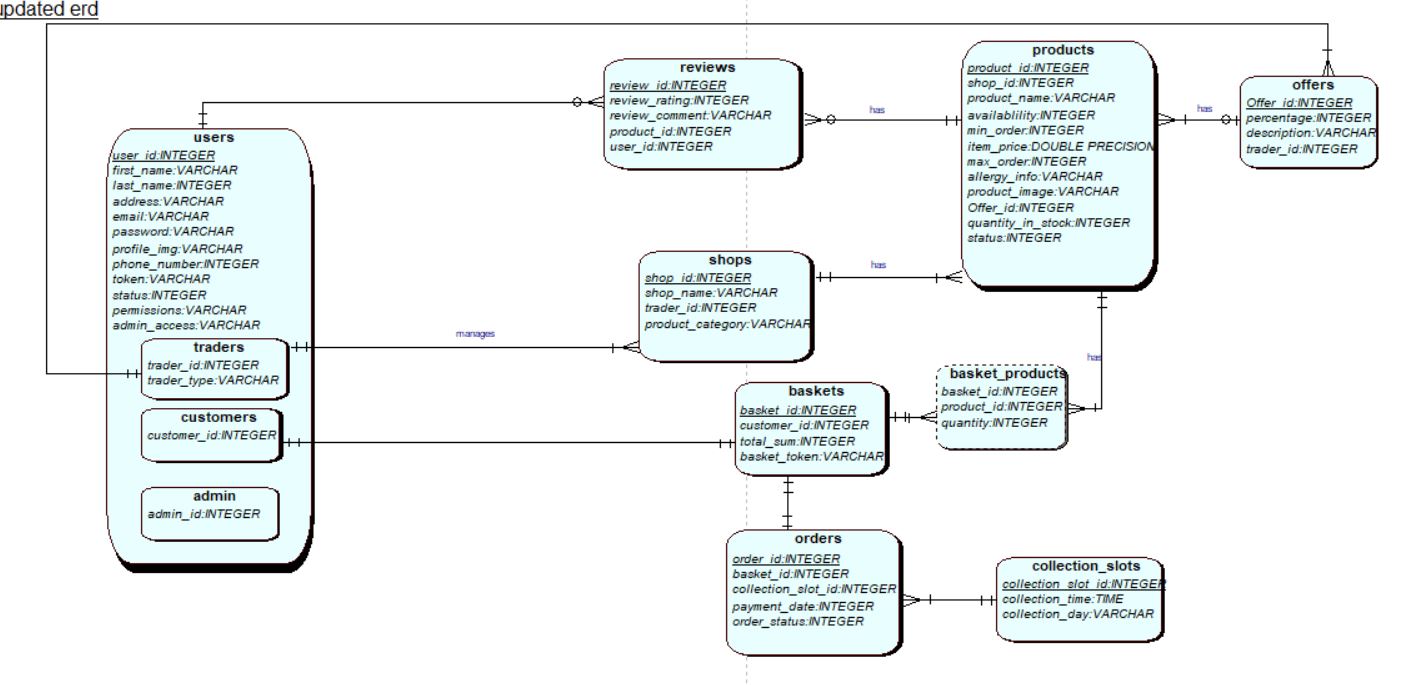 updated erd
reviews
review_id:INTEGER
review_rating:INTEGER
review_comment:VARCHAR
product_id:INTEGER
user_id:INTEGER
has
products
product_id:INTEGER
shop_id:INTEGER
product_name:VARCHAR
availablility:INTEGER
min_order:INTEGER
item_price:DOUBLE PRECISION
max_order:INTEGER
allergy_info:VARCHAR
product_image:VARCHAR
Offer_id:INTEGER
quantity_in_stock:INTEGER
status:INTEGER
has
offers
Offer_id:INTEGER
percentage:INTEGER
description:VARCHAR
trader_id:INTEGER
users
user_id:INTEGER
first_name:VARCHAR
last_name:INTEGER
address:VARCHAR
email:VARCHAR
password:VARCHAR
profile_img:VARCHAR
phone_number:INTEGER
token:VARCHAR
status:INTEGER
permissions:VARCHAR
admin_access:VARCHAR
traders
trader_id:INTEGER
trader_type:VARCHAR
customers
customer_id:INTEGER
admin
admin_id:INTEGER
manages
shops
shop_id:INTEGER
shop_name:VARCHAR
trader_id:INTEGER
product_category:VARCHAR
has
has
baskets
basket_id:INTEGER
customer_id:INTEGER
total_sum:INTEGER
basket_token:VARCHAR
basket_products
basket_id:INTEGER
product_id:INTEGER
quantity:INTEGER
orders
order_id:INTEGER
basket_id:INTEGER
collection_slot_id:INTEGER
payment_date:INTEGER
order_status:INTEGER
collection_slots
collection_slot_id:INTEGER
collection_time:TIME
collection_day:VARCHAR